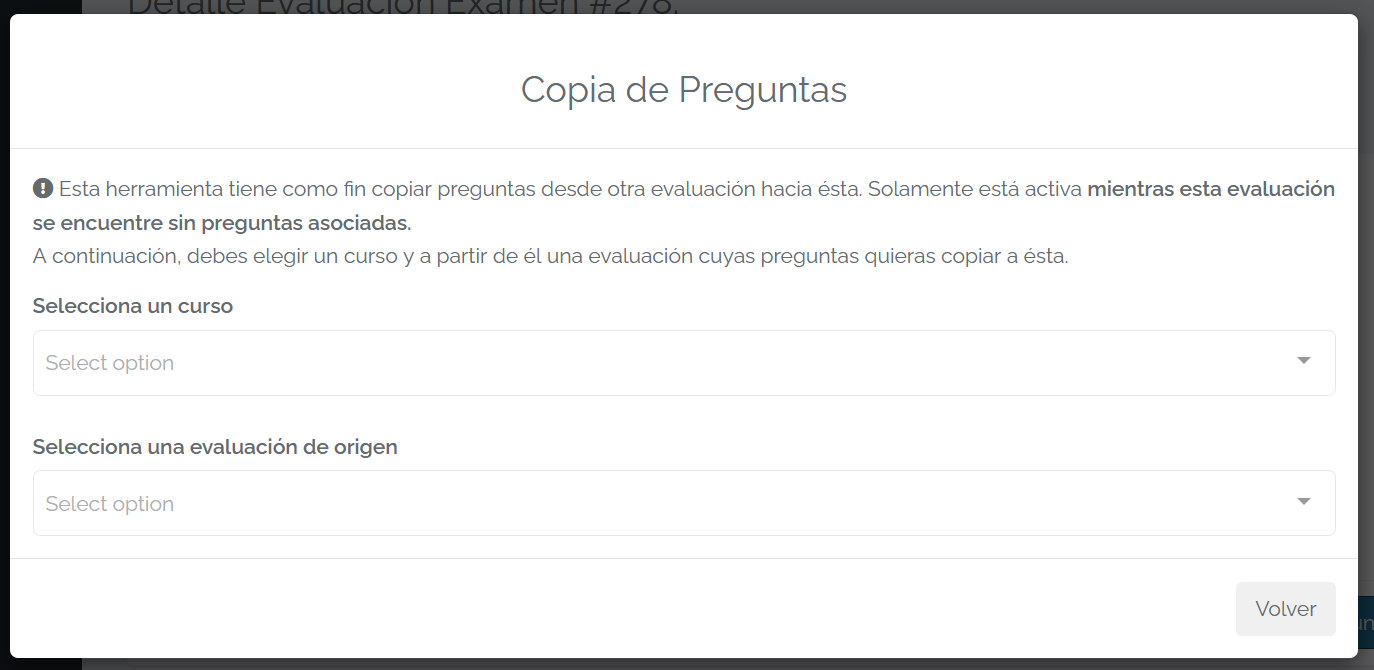 Detalle Evaluación Examen #278.
Copia de Preguntas
Esta herramienta tiene como fin copiar preguntas desde otra evaluación hacia ésta. Solamente está activa mientras esta evaluación
se encuentre sin preguntas asociadas.
A continuación, debes elegir un curso y a partir de él una evaluación cuyas preguntas quieras copiar a ésta.
Selecciona un curso
Select option
Selecciona una evaluación de origen
Select option
Volver